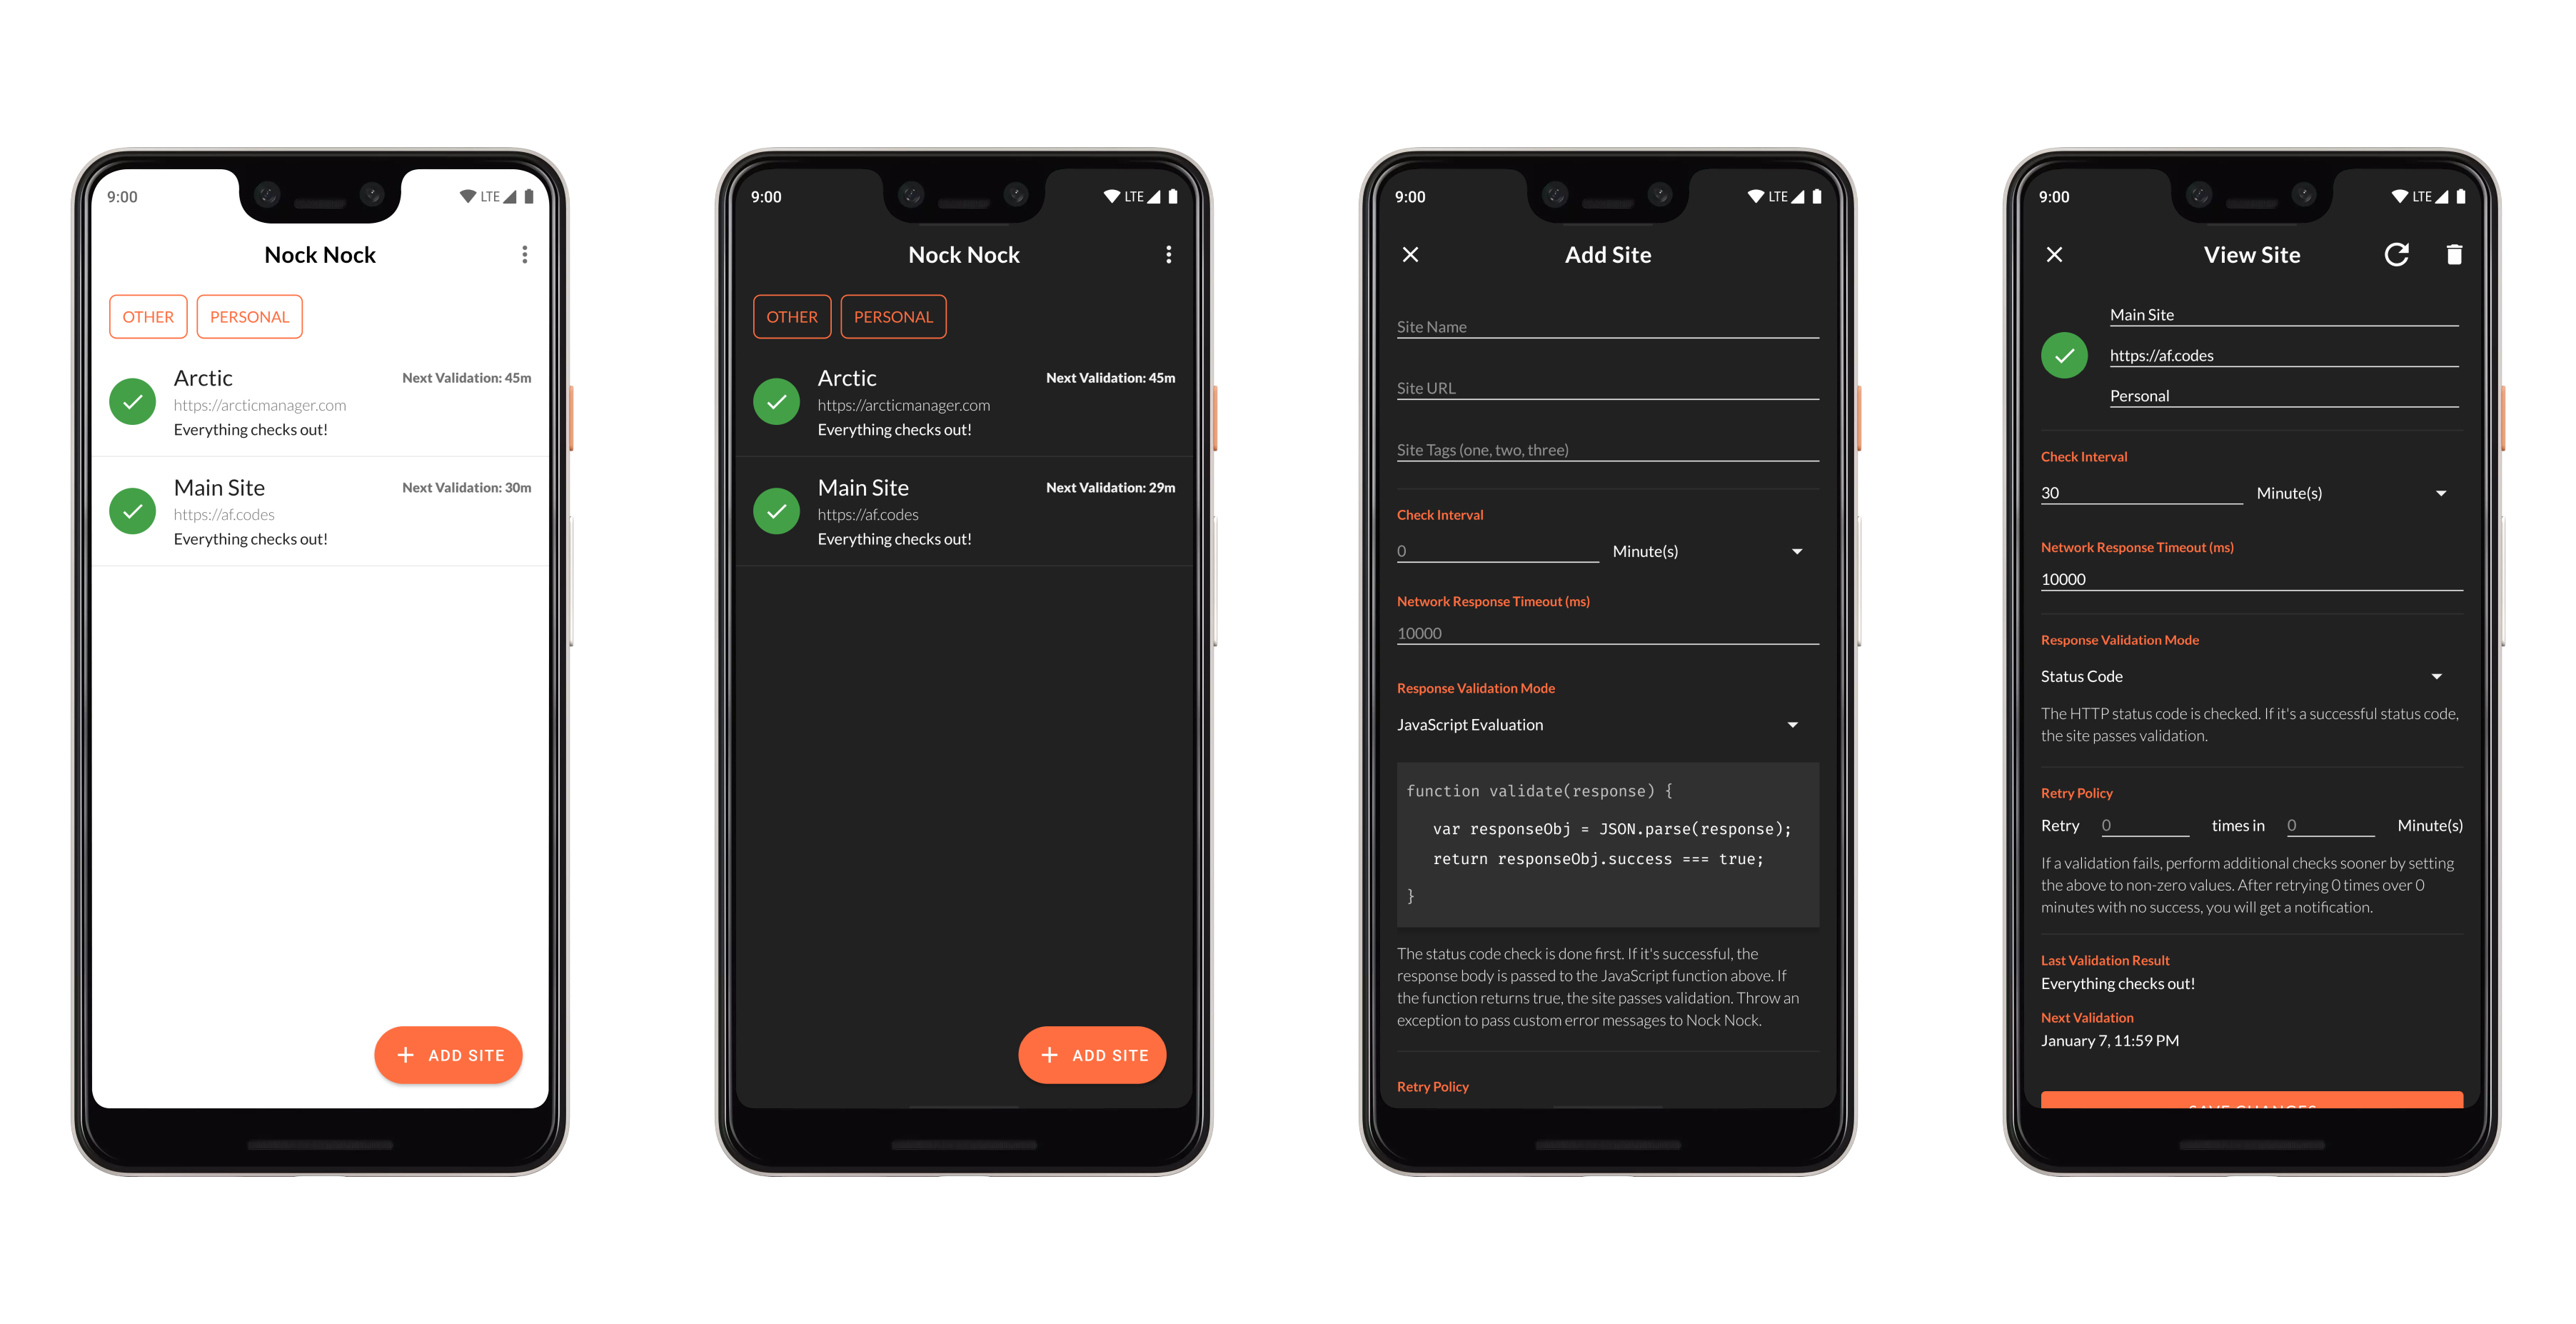 9:00
LTE
Nock Nock
OTHER
PERSONAL
Arctic
Next Validation: 45m
https://arcticmanager.com
Everything checks out!
Main Site
Next Validation: 30m
https://af.codes
Everything checks out!
ADD SITE
9:00
LTE
Nock Nock
OTHER
PERSONAL
Arctic
Next Validation: 45m
https://arcticmanager.com
Everything checks out!
Main Site
Next Validation: 29m
https://af.codes
Everything checks out!
ADD SITE
9:00
LTE
Add Site
Site Name
Site URL
Site Tags (one, two, three)
Check Interval
0 Minute(s)
Network Response Timeout (ms)
10000
Response Validation Mode
JavaScript Evaluation
function validate(response) {
var responseObj = JSON.parse(response);
return responseObj.success === true;
}
The status code check is done first. If it's successful, the
response body is passed to the JavaScript function above. If
the function returns true, the site passes validation. Throw an
exception to pass custom error messages to Nock Nock.
Retry Policy
9:00
LTE
View Site
Main Site
https://af.codes
Personal
Check Interval
30 Minute(s)
Network Response Timeout (ms)
10000
Response Validation Mode
Status Code
The HTTP status code is checked. If it's a successful status code,
the site passes validation.
Retry Policy
Retry 0 times in 0 Minute(s)
If a validation fails, perform additional checks sooner by setting
the above to non-zero values. After retrying 0 times over 0
minutes with no success, you will get a notification.
Last Validation Result
Everything checks out!
Next Validation
January 7, 11:59 PM
SAVE CHANGES